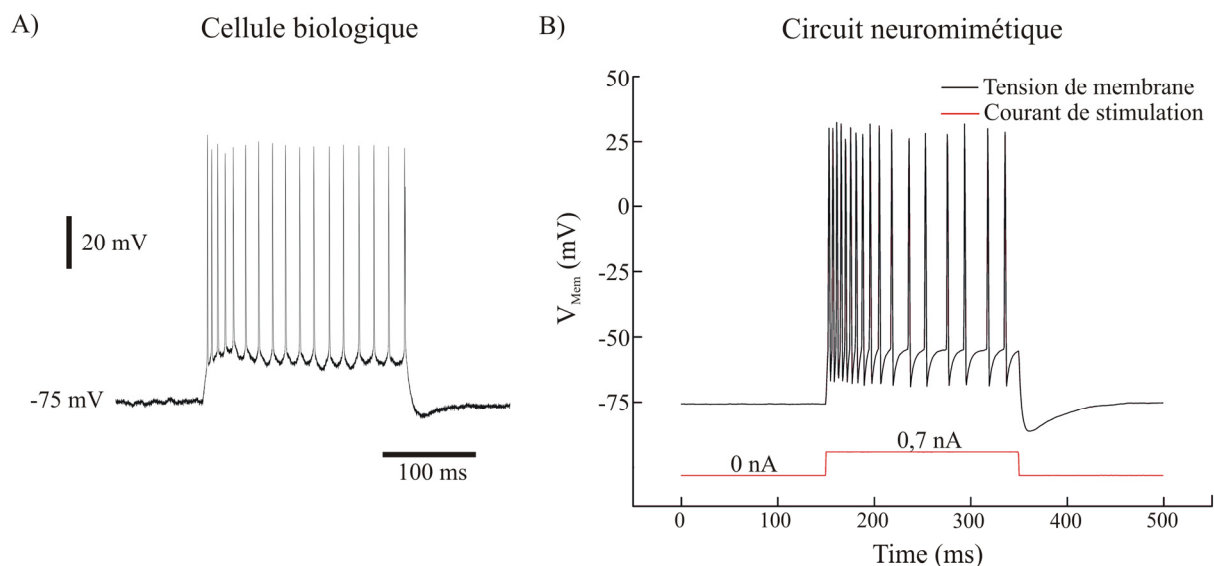 A)
Cellule biologique
20 mV
-75 mV
100 ms
B)
Circuit neuromimétique
Tension de membrane
Courant de stimulation
50
25
0
-25
-50
-75
V_Mem (mV)
0 nA
0,7 nA
0
100
200
300
400
500
Time (ms)